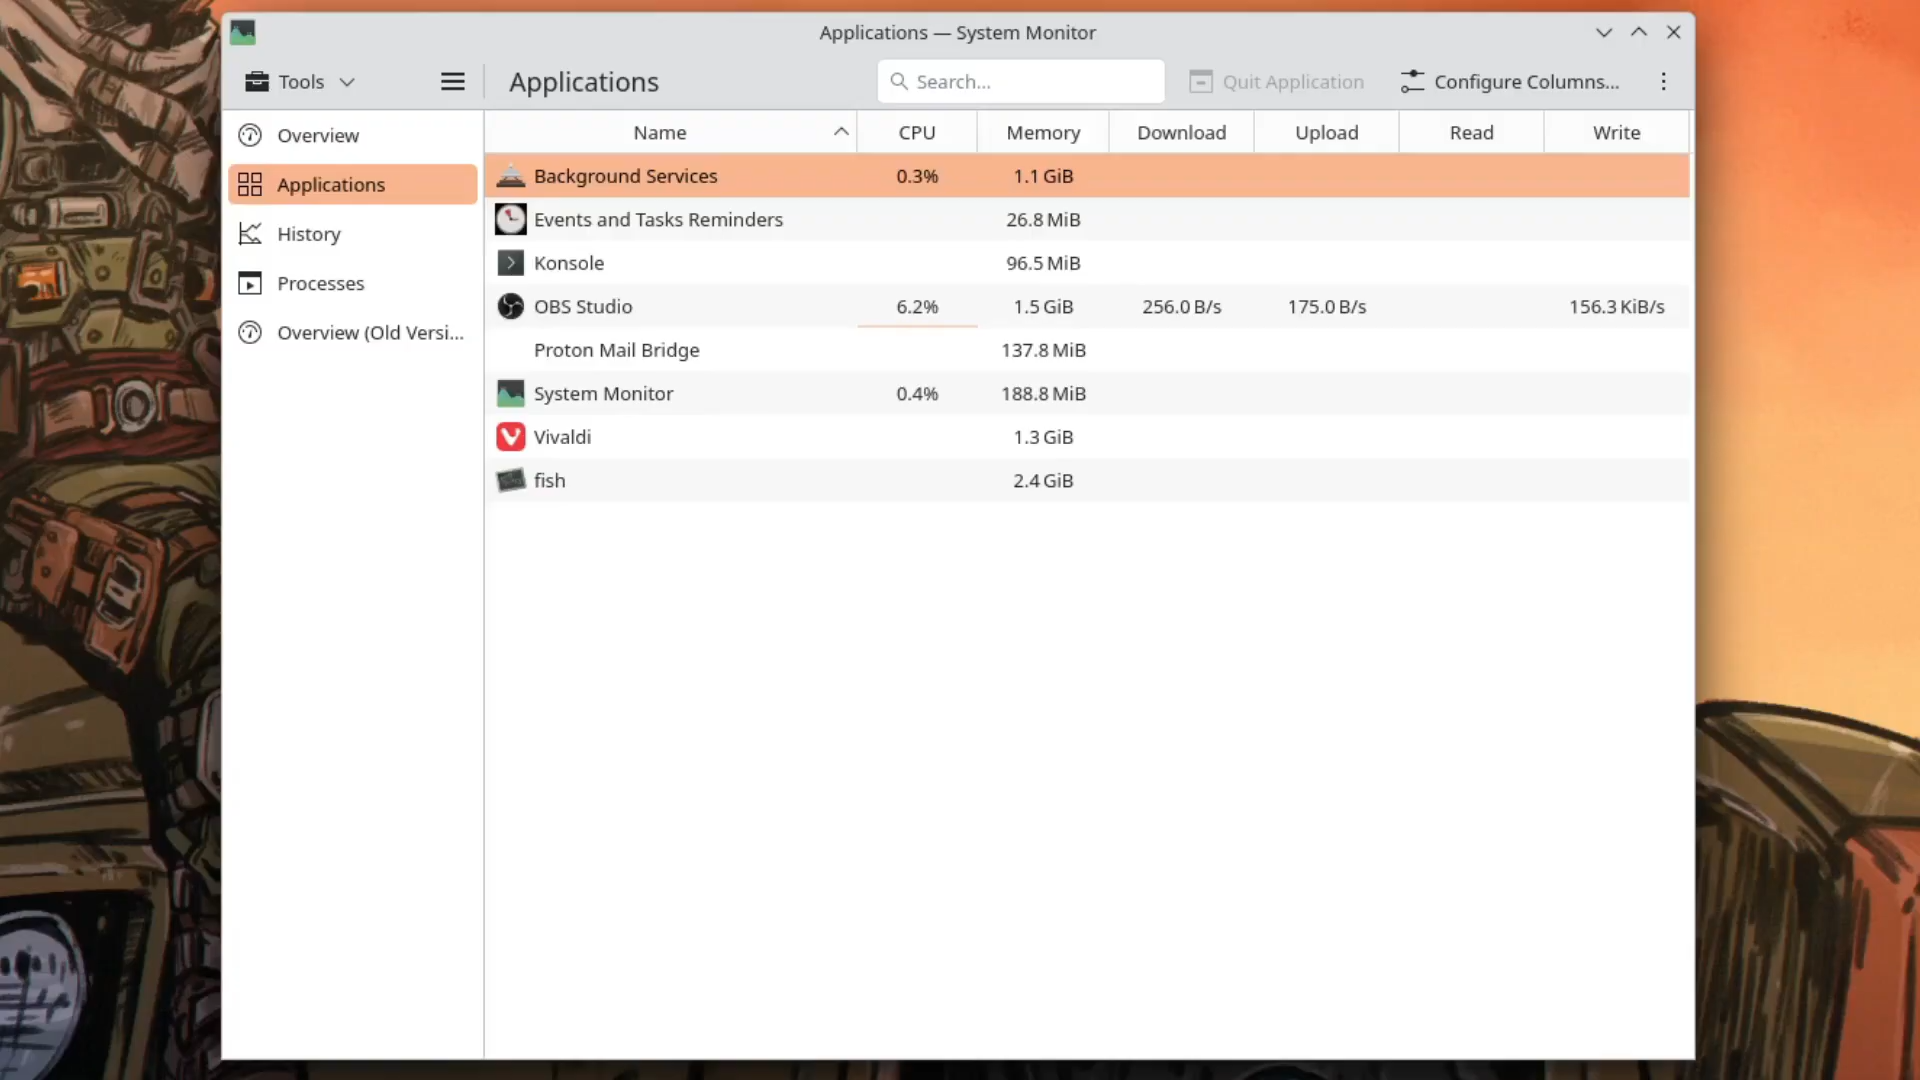 Applications — System Monitor
Tools
Applications
Search...
Quit Application
Configure Columns...
Overview
Applications
History
Processes
Overview (Old Versi...
Name CPU Memory Download Upload Read Write
Background Services 0.3% 1.1 GiB
Events and Tasks Reminders 26.8 MiB
Konsole 96.5 MiB
OBS Studio 6.2% 1.5 GiB 256.0 B/s 175.0 B/s 156.3 KiB/s
Proton Mail Bridge 137.8 MiB
System Monitor 0.4% 188.8 MiB
Vivaldi 1.3 GiB
fish 2.4 GiB